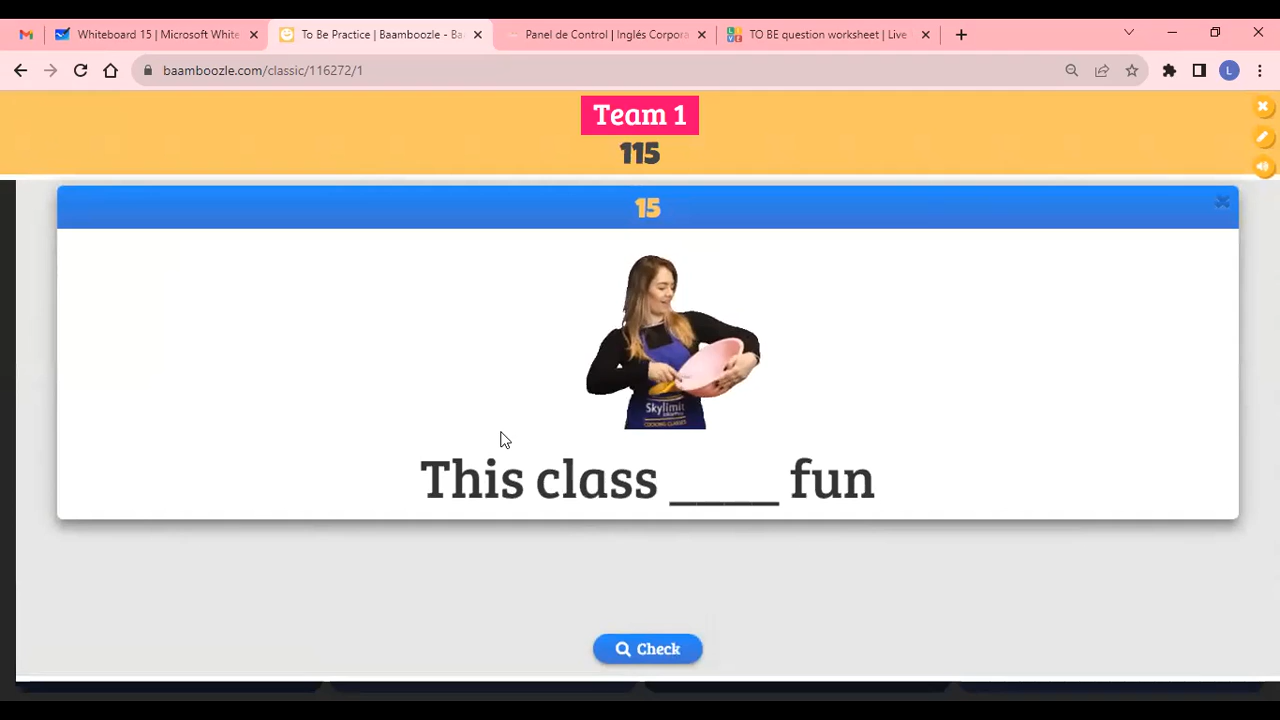 Whiteboard 15 | Microsoft White
To Be Practice | Baamboozle - Ba
Panel de Control | Inglés Corpora
TO BE question worksheet | Live
baamboozle.com/classic/116272/1
L
Team 1
115
15
Skylimit
COOKING CLASSES
This class ____ fun
Check